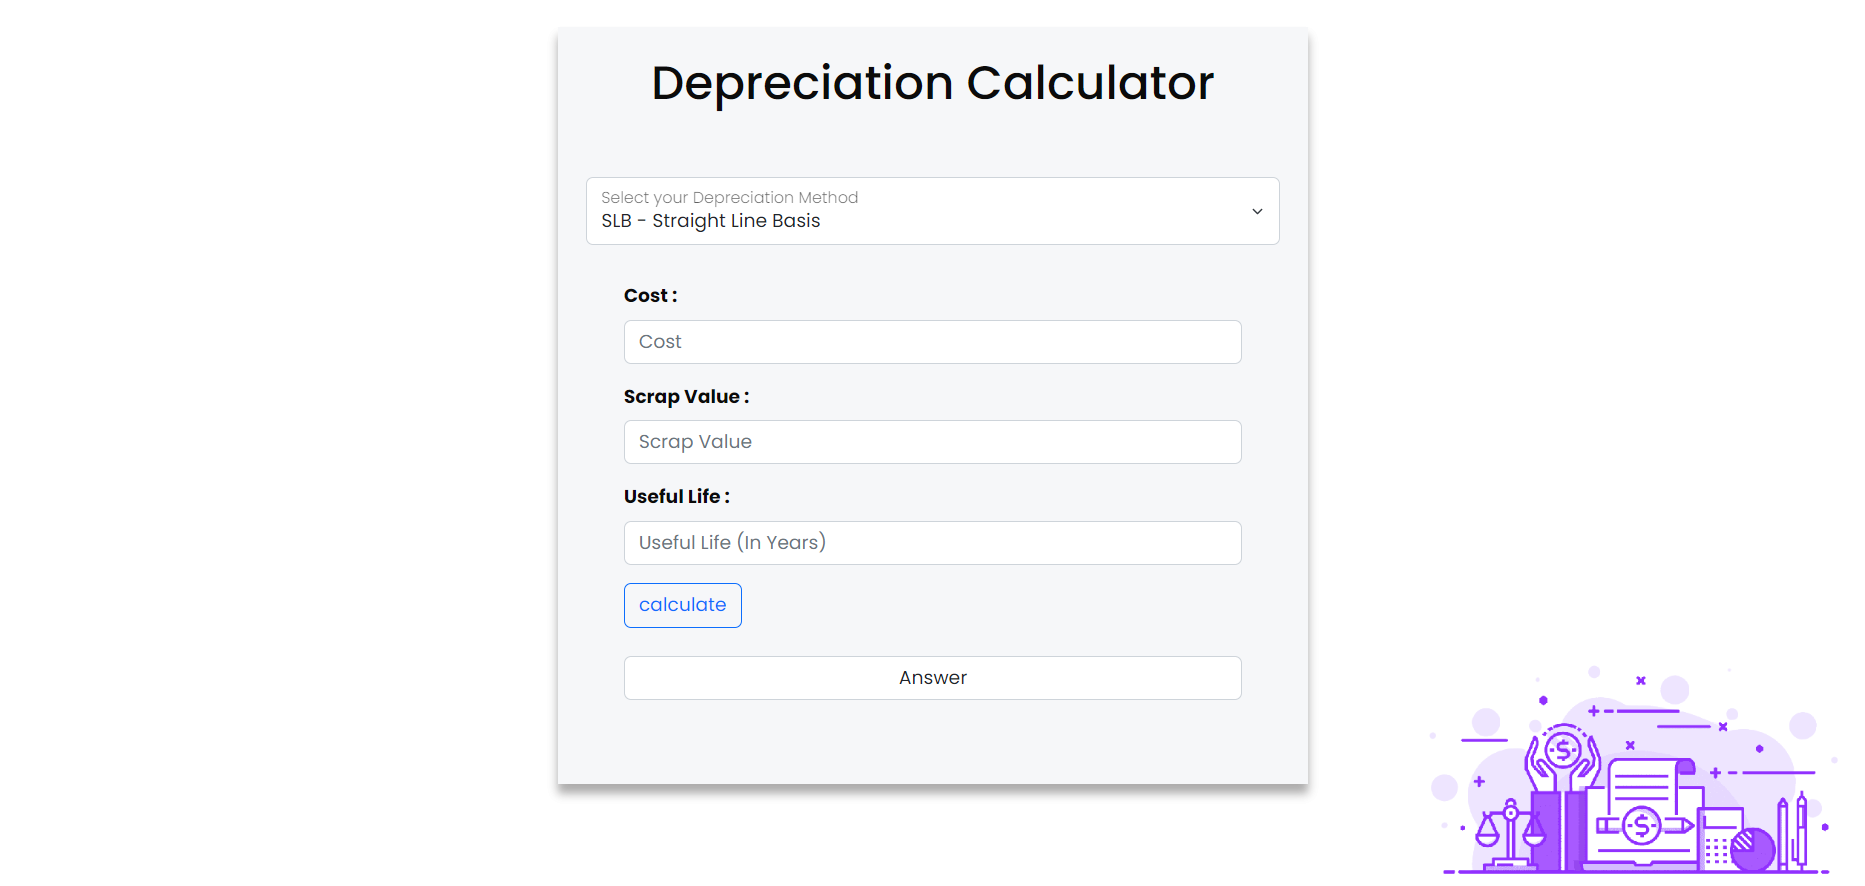 Depreciation Calculator
Select your Depreciation Method
SLB - Straight Line Basis
Cost :
Cost
Scrap Value :
Scrap Value
Useful Life :
Useful Life (In Years)
calculate
Answer